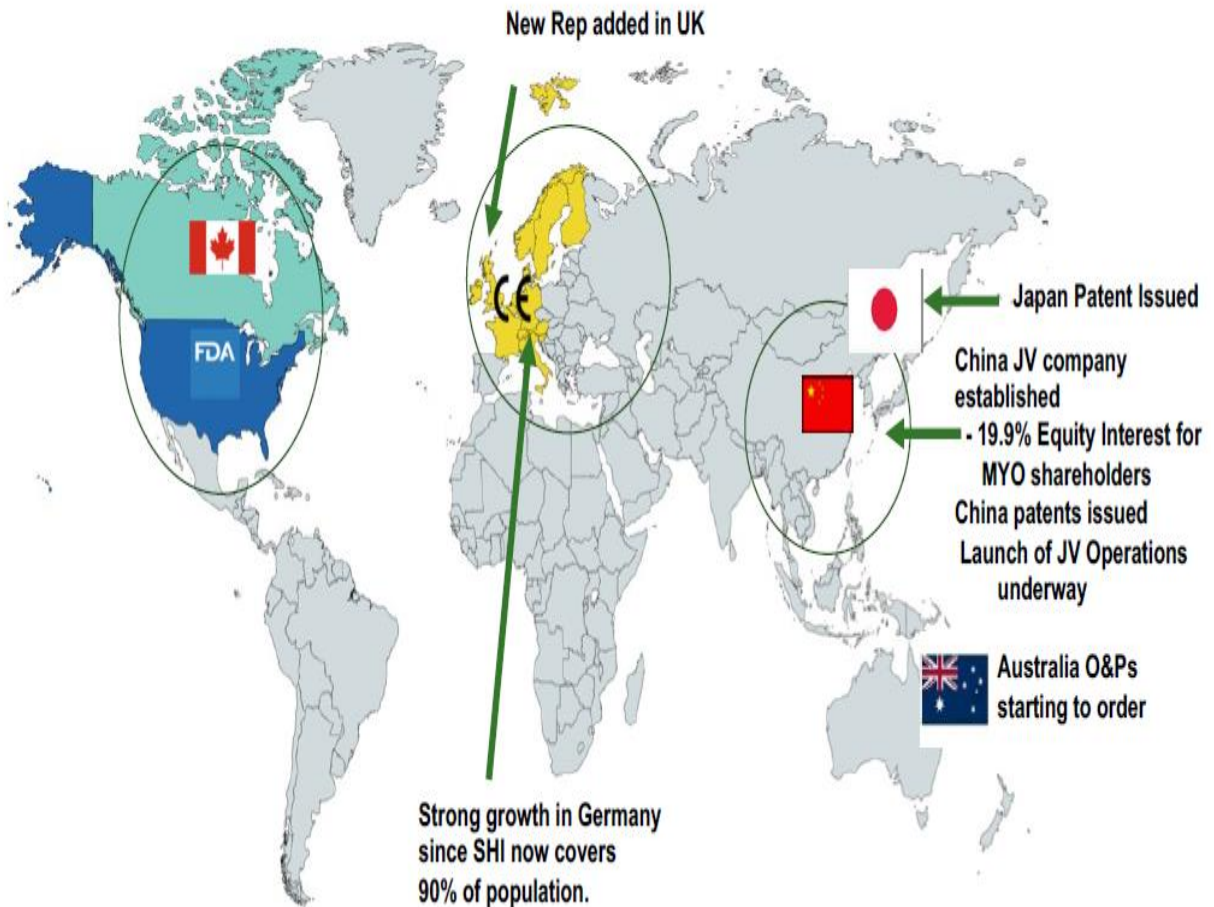 New Rep added in UK
FDA
CE
Japan Patent Issued
China JV company
established
- 19.9% Equity Interest for
MYO shareholders
China patents issued
Launch of JV Operations
underway
Australia O&Ps
starting to order
Strong growth in Germany
since SHI now covers
90% of population.